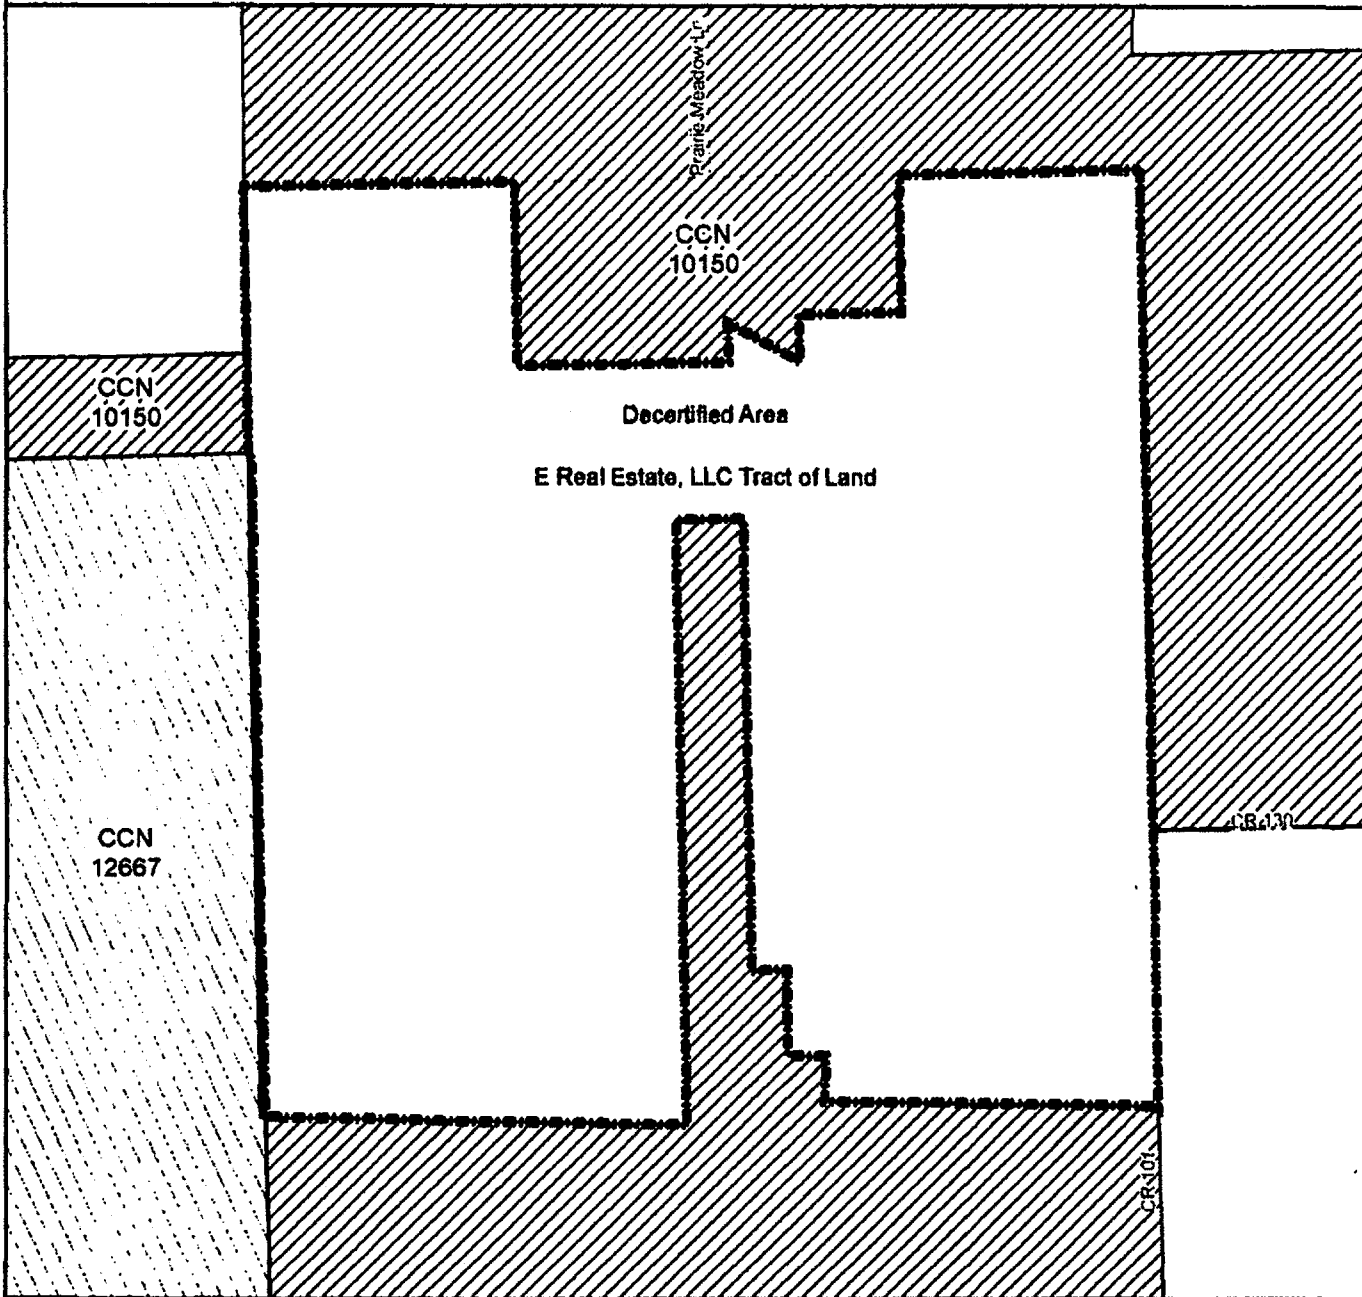 Prairie Meadow Ln
CCN
10150
CCN
10150
Decertified Area
E Real Estate, LLC Tract of Land
CR 130
CCN
12667
CR 101